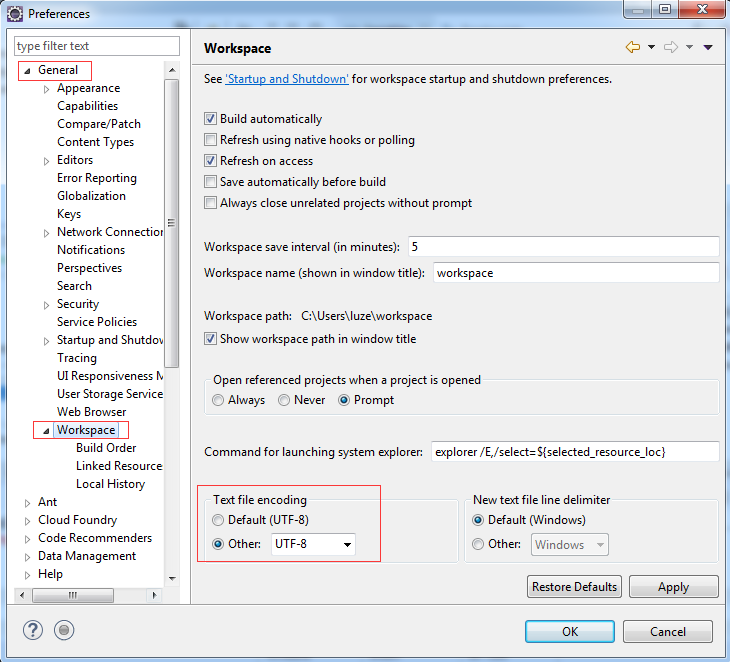 Preferences
type filter text
General
Appearance
Capabilities
Compare/Patch
Content Types
Editors
Error Reporting
Globalization
Keys
Network Connection
Notifications
Perspectives
Search
Security
Service Policies
Startup and Shutdow
Tracing
UI Responsiveness M
User Storage Service
Web Browser
Workspace
Build Order
Linked Resource
Local History
Ant
Cloud Foundry
Code Recommenders
Data Management
Help
Workspace
See 'Startup and Shutdown' for workspace startup and shutdown preferences.
Build automatically
Refresh using native hooks or polling
Refresh on access
Save automatically before build
Always close unrelated projects without prompt
Workspace save interval (in minutes): 5
Workspace name (shown in window title): workspace
Workspace path: C:\Users\luze\workspace
Show workspace path in window title
Open referenced projects when a project is opened
Always Never Prompt
Command for launching system explorer: explorer /E,/select=${selected_resource_loc}
Text file encoding
Default (UTF-8)
Other: UTF-8
New text file line delimiter
Default (Windows)
Other: Windows
Restore Defaults Apply
? OK Cancel